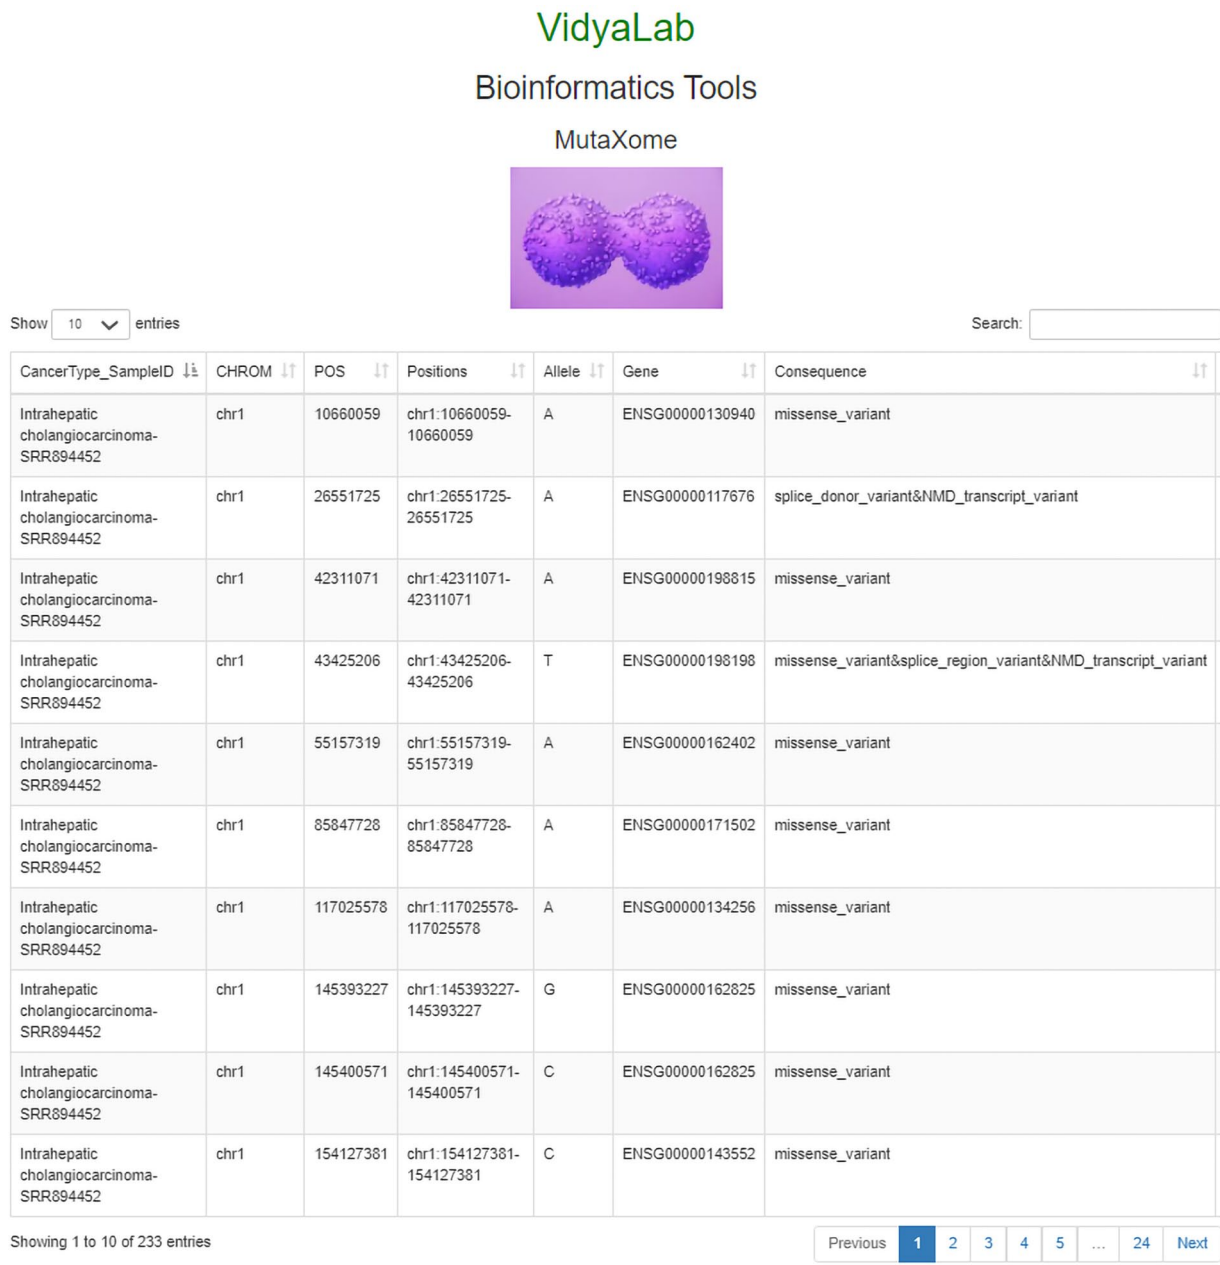 VidyaLab
Bioinformatics Tools
MutaXome
Show 10 entries
Search:
CancerType_SampleID CHROM POS Positions Allele Gene Consequence
Intrahepatic chr1 10660059 chr1:10660059- A ENSG00000130940 missense_variant
cholangiocarcinoma- 10660059
SRR894452
Intrahepatic chr1 26551725 chr1:26551725- A ENSG00000117676 splice_donor_variant&NMD_transcript_variant
cholangiocarcinoma- 26551725
SRR894452
Intrahepatic chr1 42311071 chr1:42311071- A ENSG00000198815 missense_variant
cholangiocarcinoma- 42311071
SRR894452
Intrahepatic chr1 43425206 chr1:43425206- T ENSG00000198198 missense_variant&splice_region_variant&NMD_transcript_variant
cholangiocarcinoma- 43425206
SRR894452
Intrahepatic chr1 55157319 chr1:55157319- A ENSG00000162402 missense_variant
cholangiocarcinoma- 55157319
SRR894452
Intrahepatic chr1 85847728 chr1:85847728- A ENSG00000171502 missense_variant
cholangiocarcinoma- 85847728
SRR894452
Intrahepatic chr1 117025578 chr1:117025578- A ENSG00000134256 missense_variant
cholangiocarcinoma- 117025578
SRR894452
Intrahepatic chr1 145393227 chr1:145393227- G ENSG00000162825 missense_variant
cholangiocarcinoma- 145393227
SRR894452
Intrahepatic chr1 145400571 chr1:145400571- C ENSG00000162825 missense_variant
cholangiocarcinoma- 145400571
SRR894452
Intrahepatic chr1 154127381 chr1:154127381- C ENSG00000143552 missense_variant
cholangiocarcinoma- 154127381
SRR894452
Showing 1 to 10 of 233 entries
Previous 1 2 3 4 5 ... 24 Next